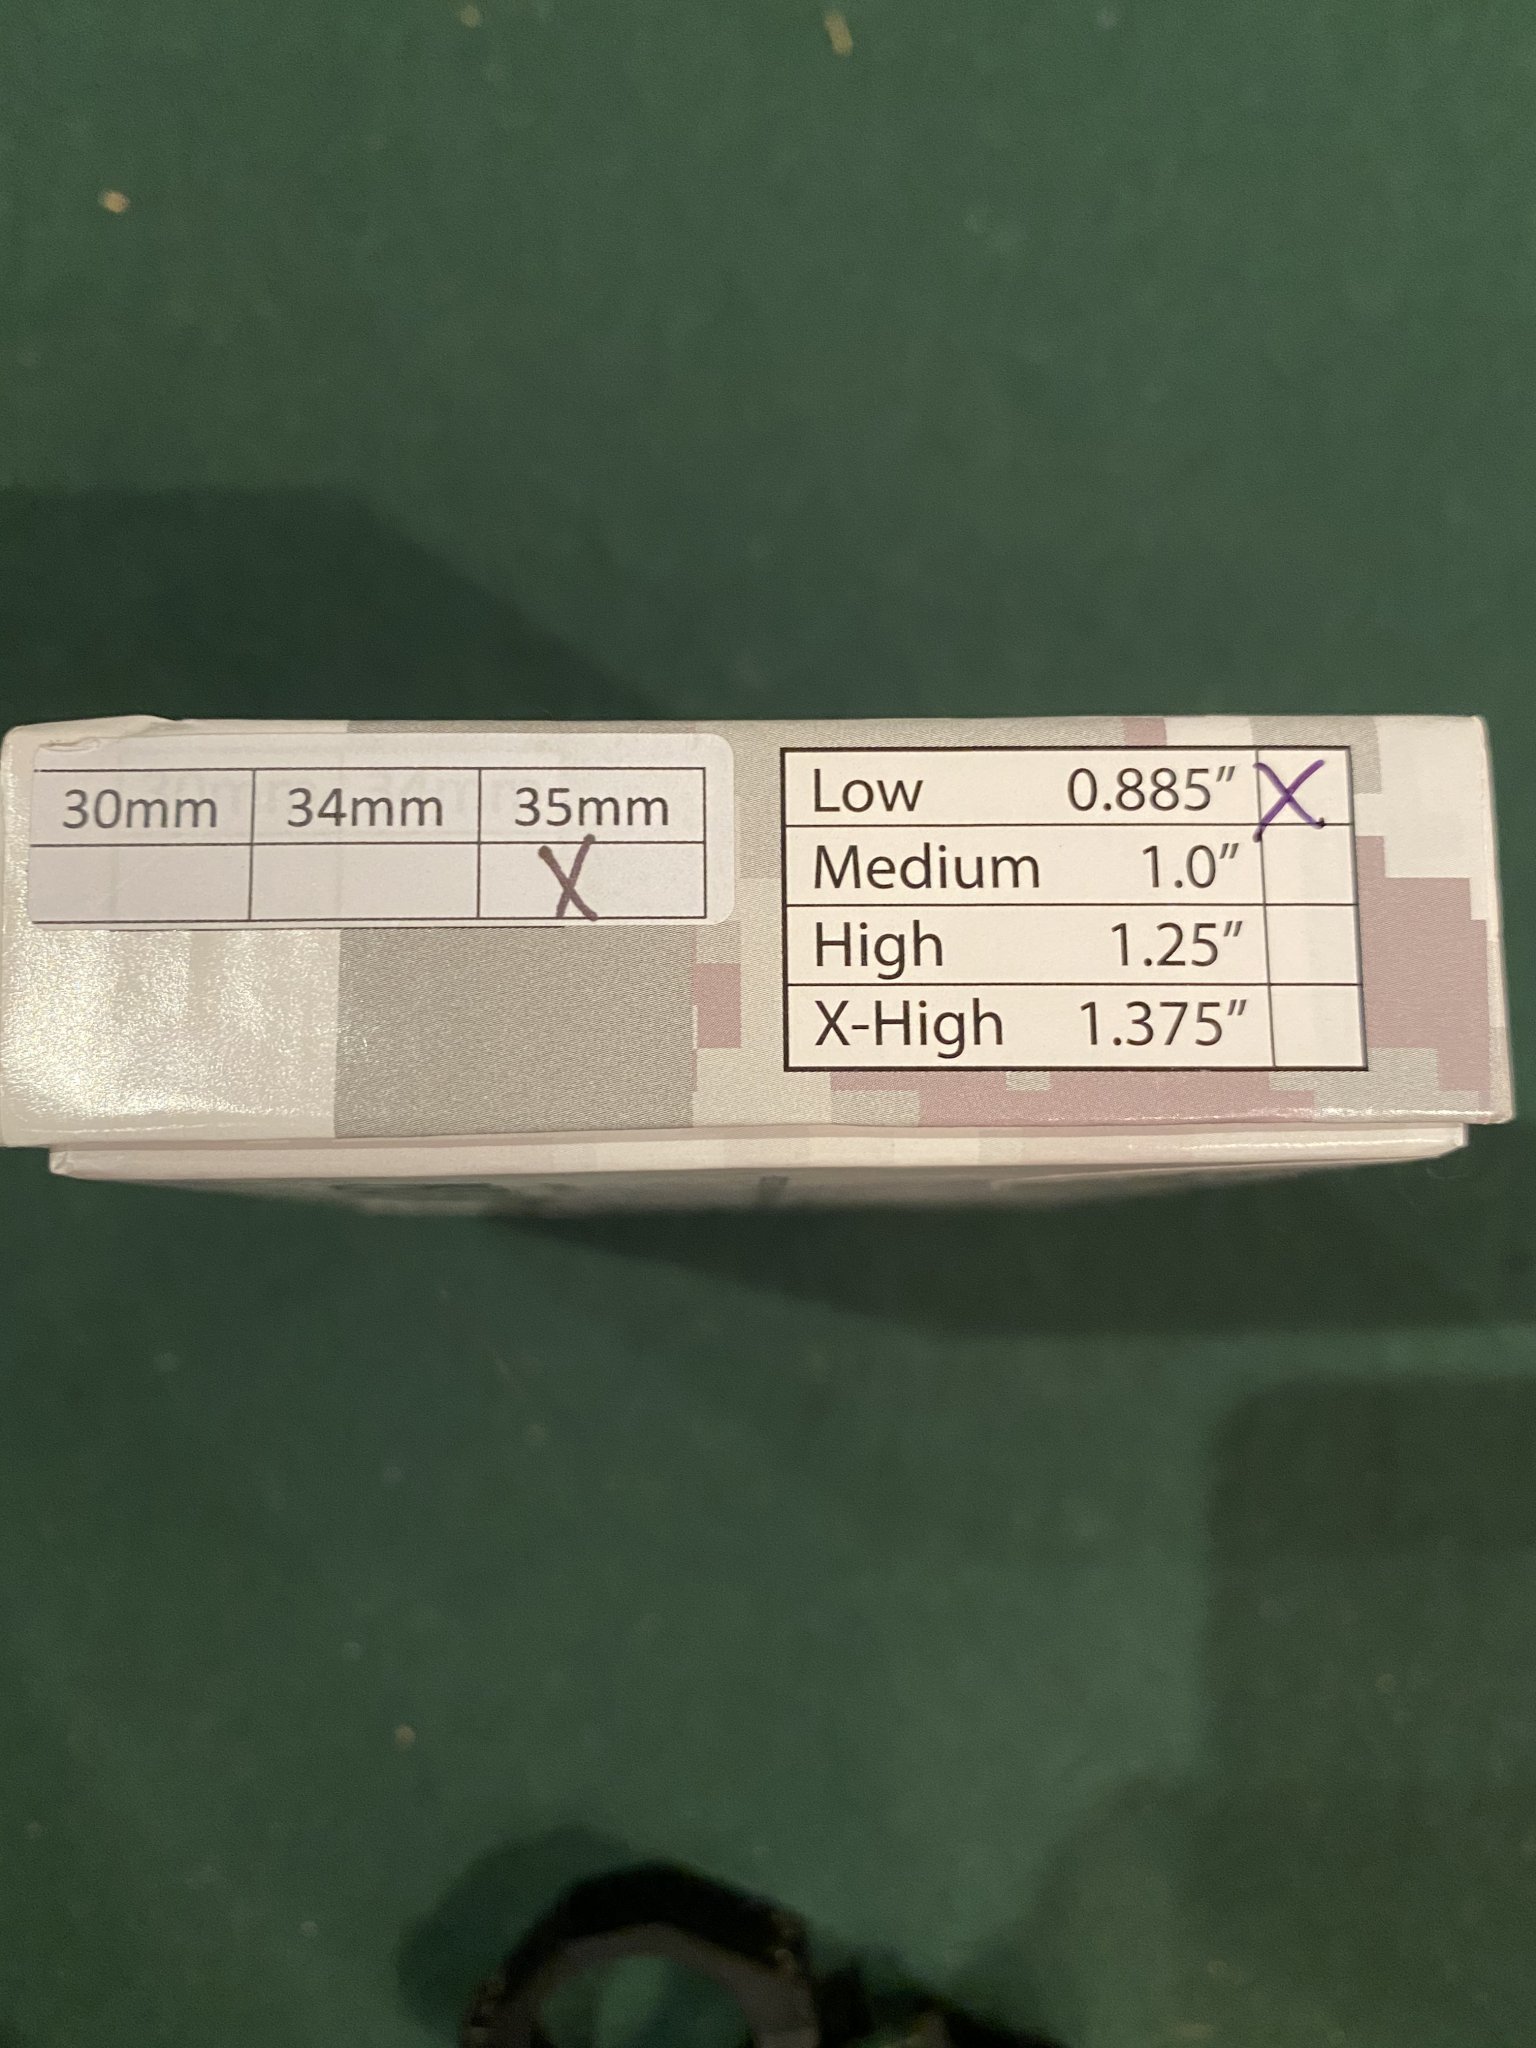 30mm 34mm 35mm
X
Low 0.885" X
Medium 1.0"
High 1.25"
X-High 1.375"